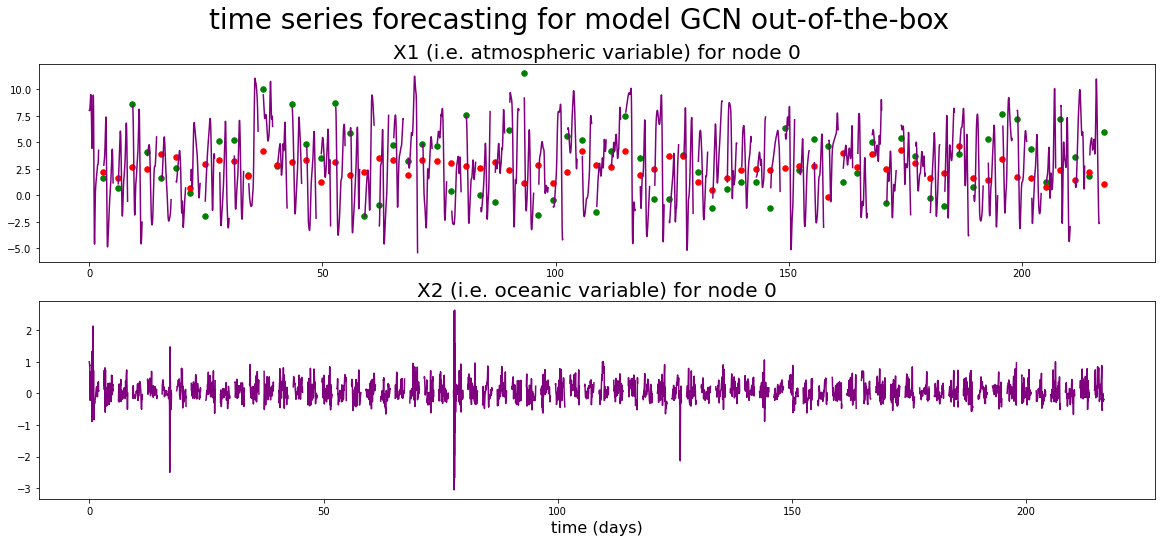 time series forecasting for model GCN out-of-the-box
X1 (i.e. atmospheric variable) for node 0
10.0
7.5
5.0
2.5
0.0
−2.5
−5.0
0 50 100 150 200
X2 (i.e. oceanic variable) for node 0
2
1
0
−1
−2
−3
0 50 100 150 200
time (days)